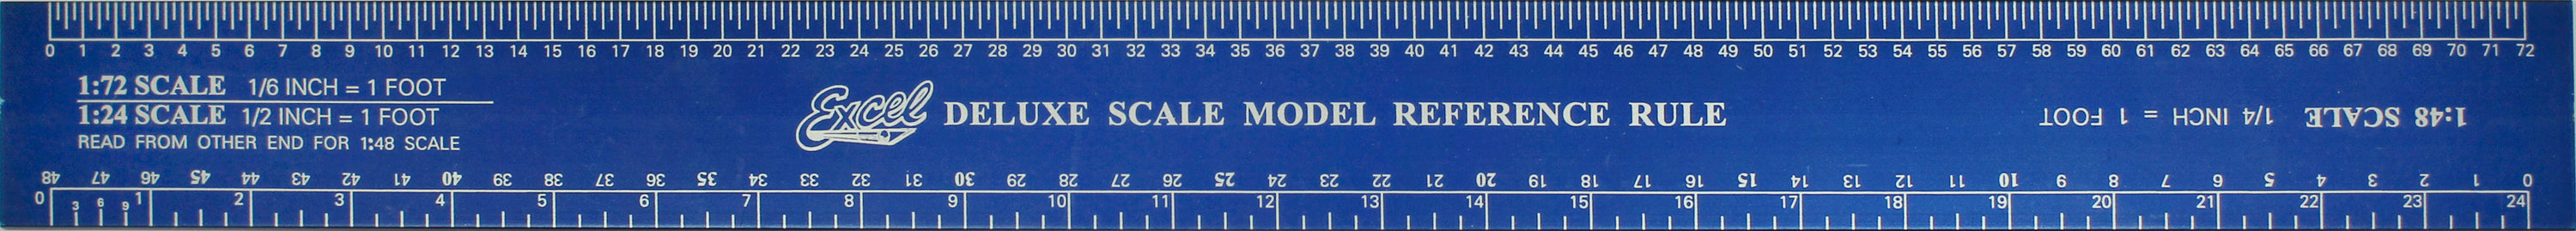 0 1 2 3 4 5 6 7 8 9 10 11 12 13 14 15 16 17 18 19 20 21 22 23 24 25 26 27 28 29 30 31 32 33 34 35 36 37 38 39 40 41 42 43 44 45 46 47 48 49 50 51 52 53 54 55 56 57 58 59 60 61 62 63 64 65 66 67 68 69 70 71 72
1:72 SCALE 1/6 INCH = 1 FOOT
1:24 SCALE 1/2 INCH = 1 FOOT
READ FROM OTHER END FOR 1:48 SCALE
Excel DELUXE SCALE MODEL REFERENCE RULE
1:48 SCALE 1/4 INCH = 1 FOOT
48 47 46 45 44 43 42 41 40 39 38 37 36 35 34 33 32 31 30 29 28 27 26 25 24 23 22 21 20 19 18 17 16 15 14 13 12 11 10 9 8 7 6 5 4 3 2 1 0
0 3 6 9 1 2 3 4 5 6 7 8 9 10 11 12 13 14 15 16 17 18 19 20 21 22 23 24